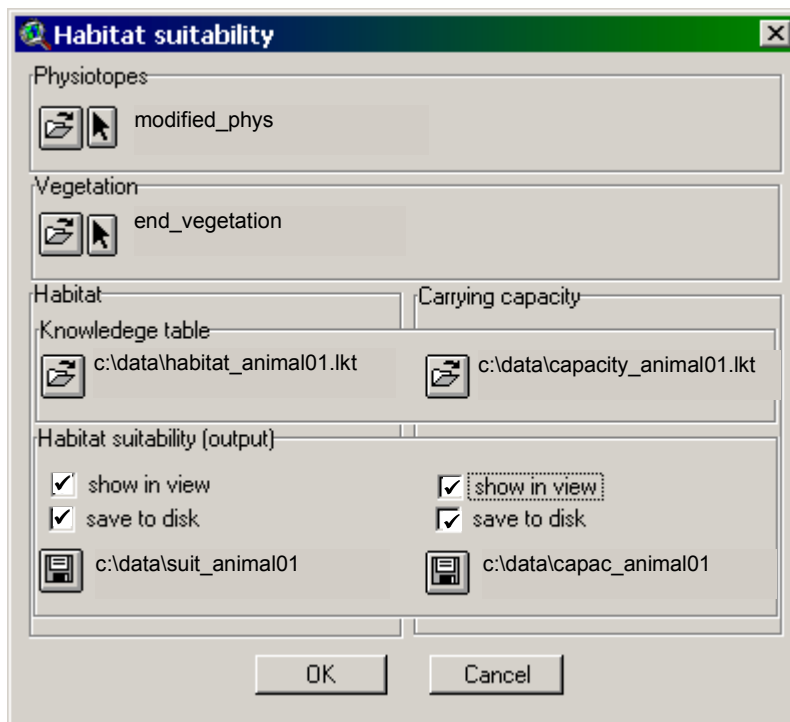 Habitat suitability
Physiotopes
modified_phys
Vegetation
end_vegetation
Habitat
Carrying capacity
Knowledege table
c:\data\habitat_animal01.lkt
c:\data\capacity_animal01.lkt
Habitat suitability (output)
show in view
show in view
save to disk
save to disk
c:\data\suit_animal01
c:\data\capac_animal01
OK
Cancel